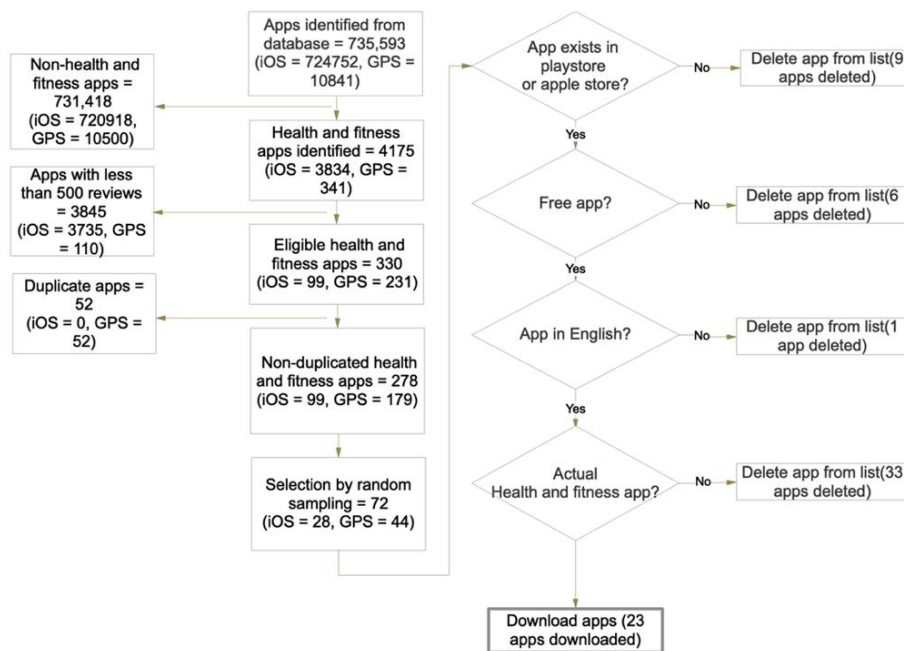 Apps identified from
database = 735,593
(iOS = 724752, GPS =
10841)
Non-health and
fitness apps =
731,418
(iOS = 720918,
GPS = 10500)
Health and fitness
apps identified = 4175
(iOS = 3834, GPS =
341)
Apps with less
than 500 reviews
= 3845
(iOS = 3735, GPS
= 110)
Eligible health and
fitness apps = 330
(iOS = 99, GPS = 231)
Duplicate apps =
52
(iOS = 0, GPS =
52)
Non-duplicated health
and fitness apps = 278
(iOS = 99, GPS = 179)
Selection by random
sampling = 72
(iOS = 28, GPS = 44)
App exists in
playstore
or apple store?
No
Delete app from list(9
apps deleted)
Yes
Free app?
No
Delete app from list(6
apps deleted)
Yes
App in English?
No
Delete app from list(1
app deleted)
Yes
Actual
Health and fitness app?
No
Delete app from list(33
apps deleted)
Download apps (23
apps downloaded)